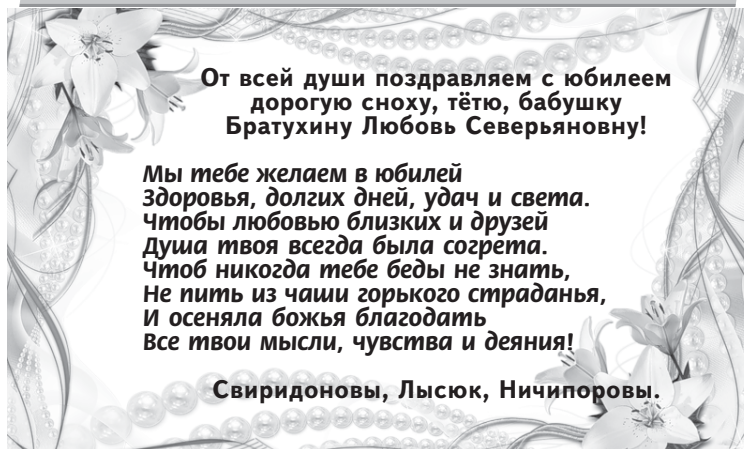 От всей души поздравляем с юбилеем
дорогую сноху, тётю, бабушку
Братухину Любовь Северьяновну!
Мы тебе желаем в юбилей
Здоровья, долгих дней, удач и света.
Чтобы любовью близких и друзей
Душа твоя всегда была согрета.
Чтоб никогда тебе беды не знать,
Не пить из чаши горького страданья,
И осеняла божья благодать
Все твои мысли, чувства и деяния!
Свиридоновы, Лысюк, Ничипоровы.